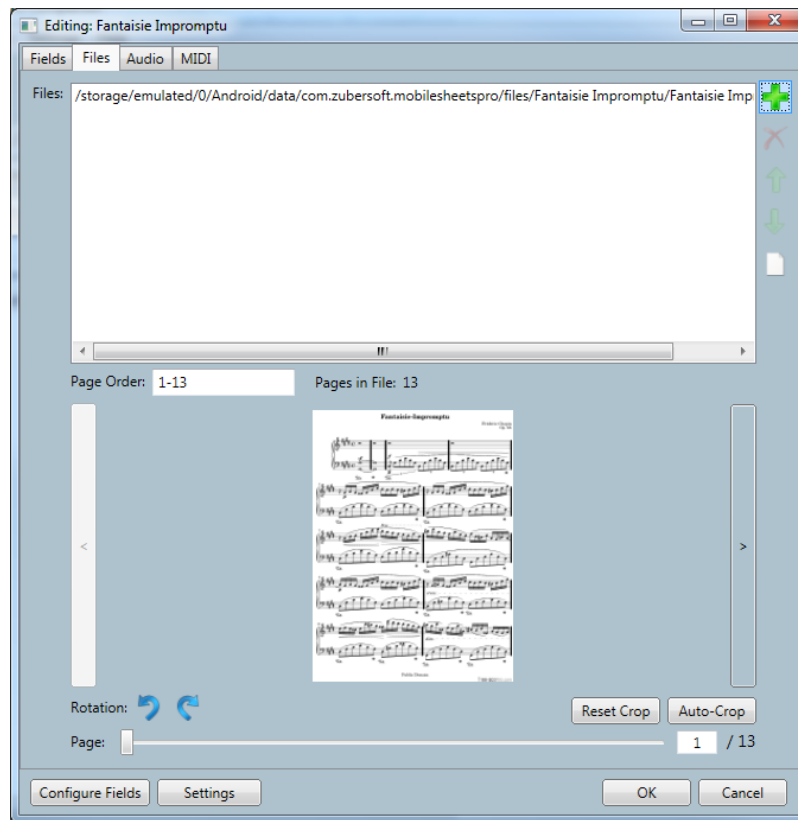 Editing: Fantaisie Impromptu
Fields Files Audio MIDI
Files: /storage/emulated/0/Android/data/com.zubersoft.mobilesheetspro/files/Fantaisie Impromptu/Fantaisie Imp
Page Order: 1-13 Pages in File: 13
Fantaisie-Impromptu
< >
Rotation: Reset Crop Auto-Crop
Page: 1 / 13
Configure Fields Settings OK Cancel